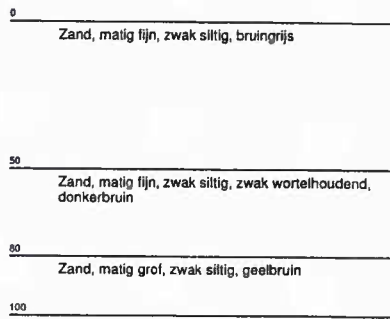 0
Zand, matig fijn, zwak siltig, bruingrijs
50
Zand, matig fijn, zwak siltig, zwak wortelhoudend,
donkerbruin
80
Zand, matig grof, zwak siltig, geelbruin
100